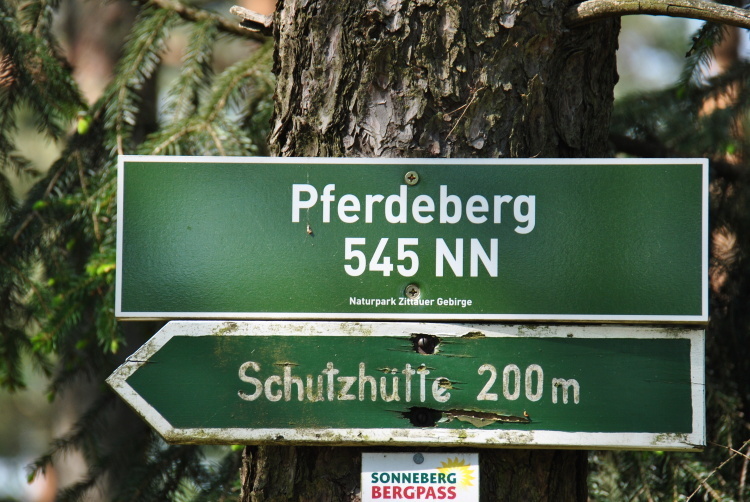 Pferdeberg
545 NN
Naturpark Zittauer Gebirge
Schutzhütte 200m
SONNEBERG
BERGPASS